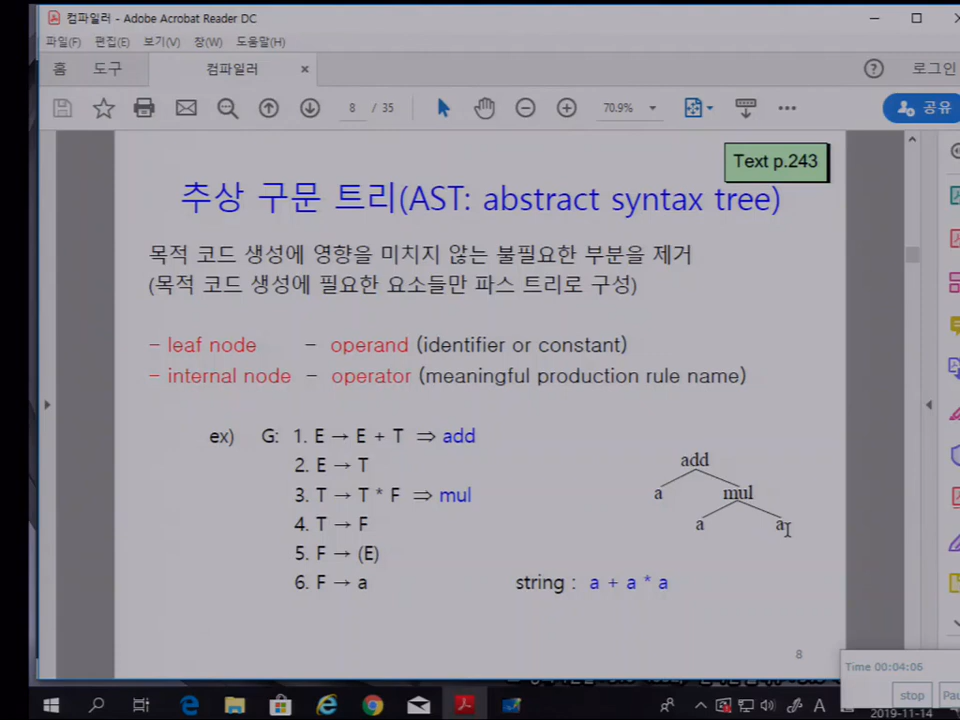 컴파일러 - Adobe Acrobat Reader DC
파일(F) 편집(E) 보기(V) 창(W) 도움말(H)
홈 도구 컴파일러 × ? 로그인
8 / 35 70.9% 공유
Text p.243
추상 구문 트리(AST: abstract syntax tree)
목적 코드 생성에 영향을 미치지 않는 불필요한 부분을 제거
(목적 코드 생성에 필요한 요소들만 파스 트리로 구성)
- leaf node - operand (identifier or constant)
- internal node - operator (meaningful production rule name)
ex) G: 1. E → E + T ⇒ add
2. E → T
3. T → T * F ⇒ mul
4. T → F
5. F → (E)
6. F → a
add
a mul
a a
string : a + a * a
8
Time 00:04:06
stop Pau
A
2019-11-14